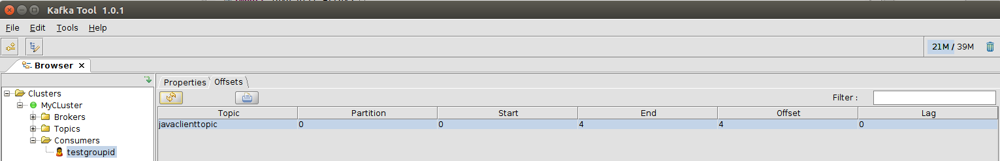 Kafka Tool 1.0.1
File Edit Tools Help
21M / 39M
Browser X
Properties Offsets
Clusters
MyCLuster
Brokers
Topics
Consumers
testgroupid
Filter :
Topic Partition Start End Offset Lag
javaclienttopic 0 0 4 4 0